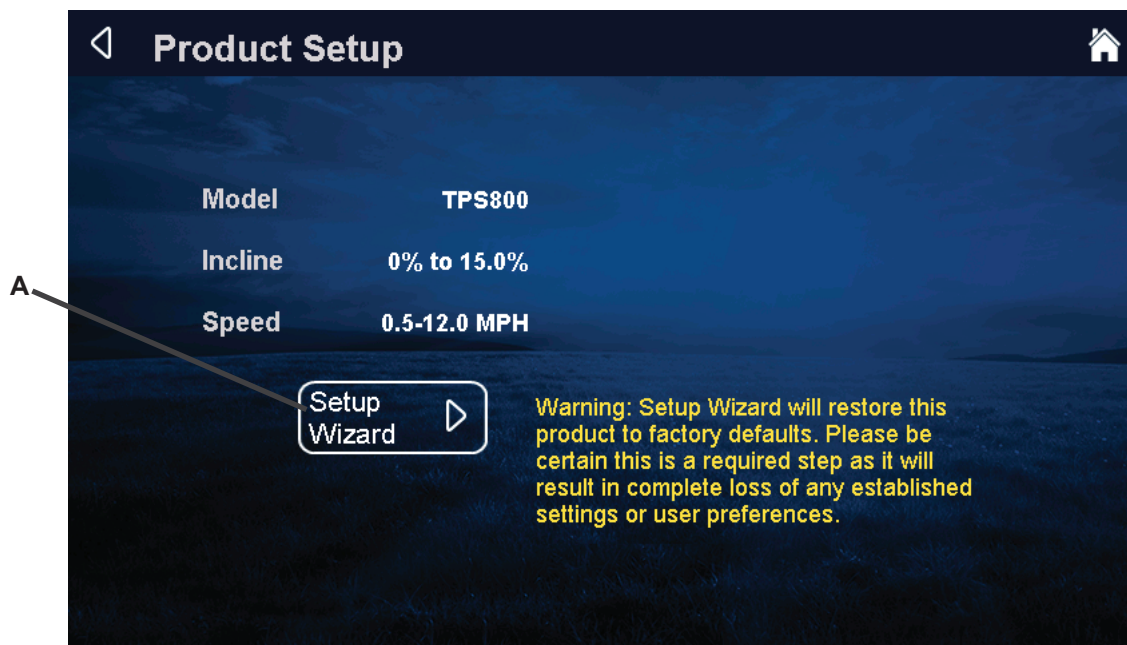 Product Setup
Model TPS800
Incline 0% to 15.0%
A
Speed 0.5-12.0 MPH
Setup
Wizard
Warning: Setup Wizard will restore this
product to factory defaults. Please be
certain this is a required step as it will
result in complete loss of any established
settings or user preferences.